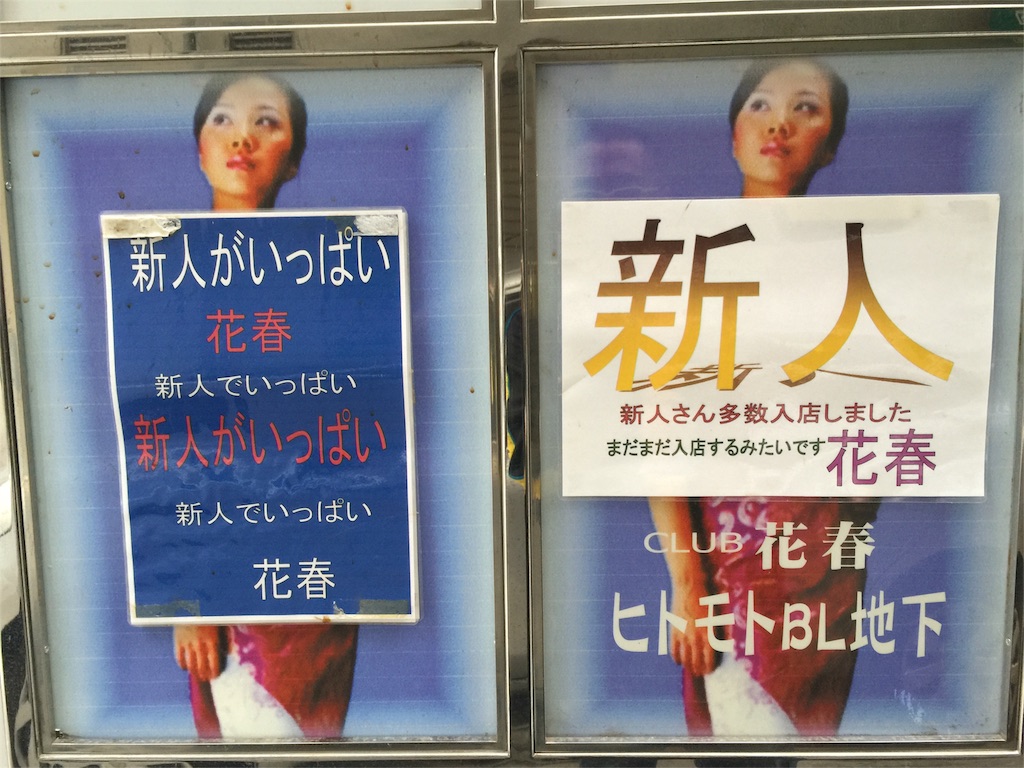 新人がいっぱい
花春
新人でいっぱい
新人がいっぱい
新人でいっぱい
花春
新人
新人さん多数入店しました
まだまだ入店するみたいです花春
CLUB 花春
ヒトモトBL地下